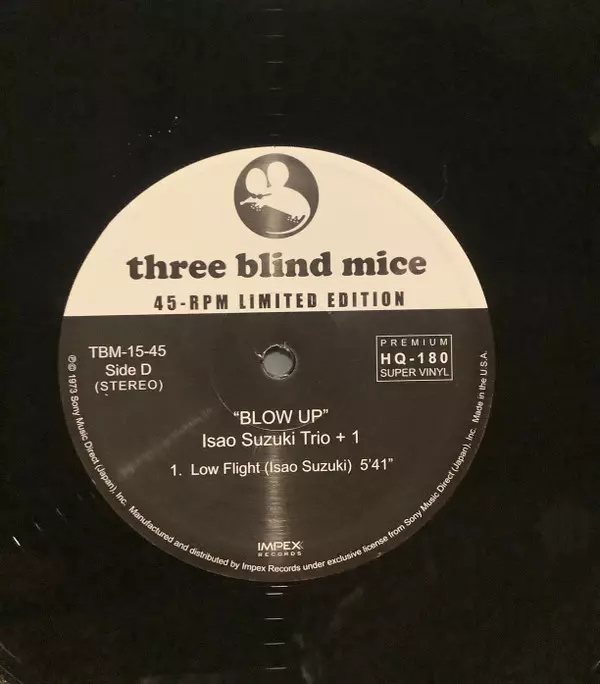 three blind mice
45-RPM LIMITED EDITION
TBM-15-45
Side D
(STEREO)
PREMIUM
HQ-180
SUPER VINYL
"BLOW UP"
Isao Suzuki Trio + 1
1. Low Flight (Isao Suzuki) 5'41"
IMPEX
RECORDS
℗© 1973 Sony Music Direct (Japan), Inc. Manufactured and distributed by Impex Records under exclusive license from Sony Music Direct (Japan), Inc. Made in the U.S.A.